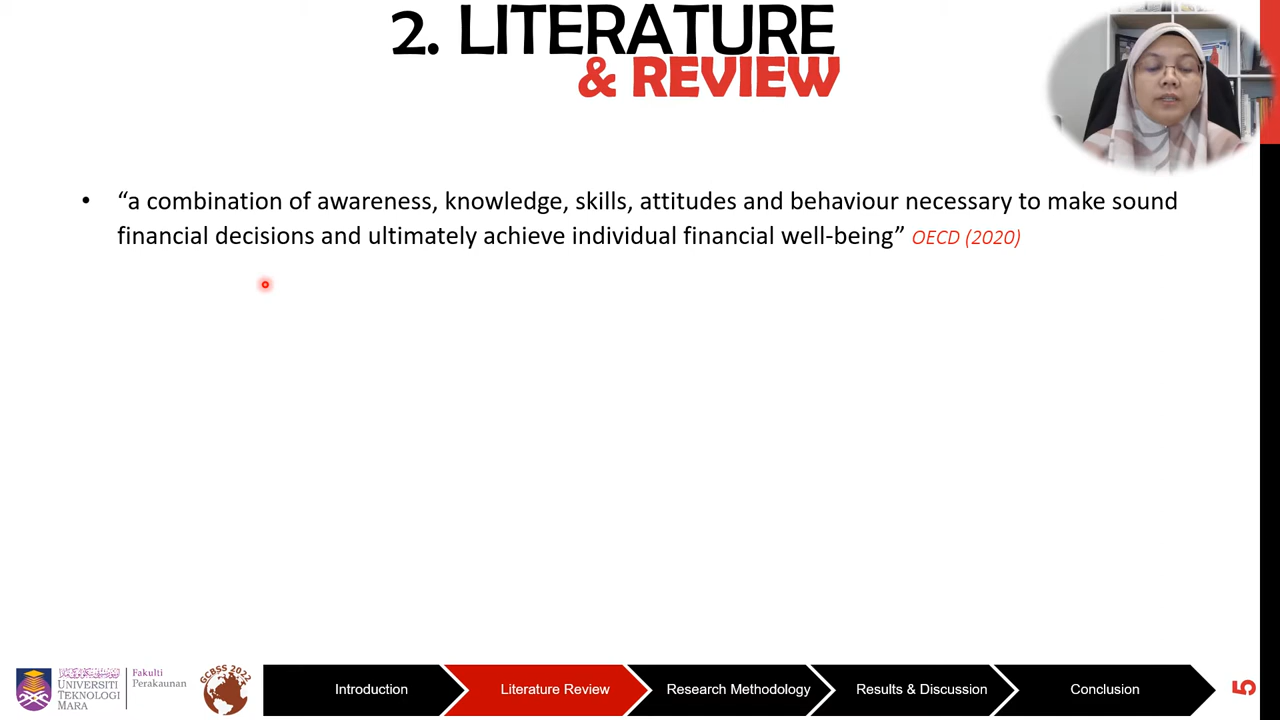 2. LITERATURE
& REVIEW
• “a combination of awareness, knowledge, skills, attitudes and behaviour necessary to make sound
financial decisions and ultimately achieve individual financial well-being” OECD (2020)
UNIVERSITI
TEKNOLOGI
MARA
Fakulti
Perakaunan
GCBSS 2022
Introduction
Literature Review
Research Methodology
Results & Discussion
Conclusion
5